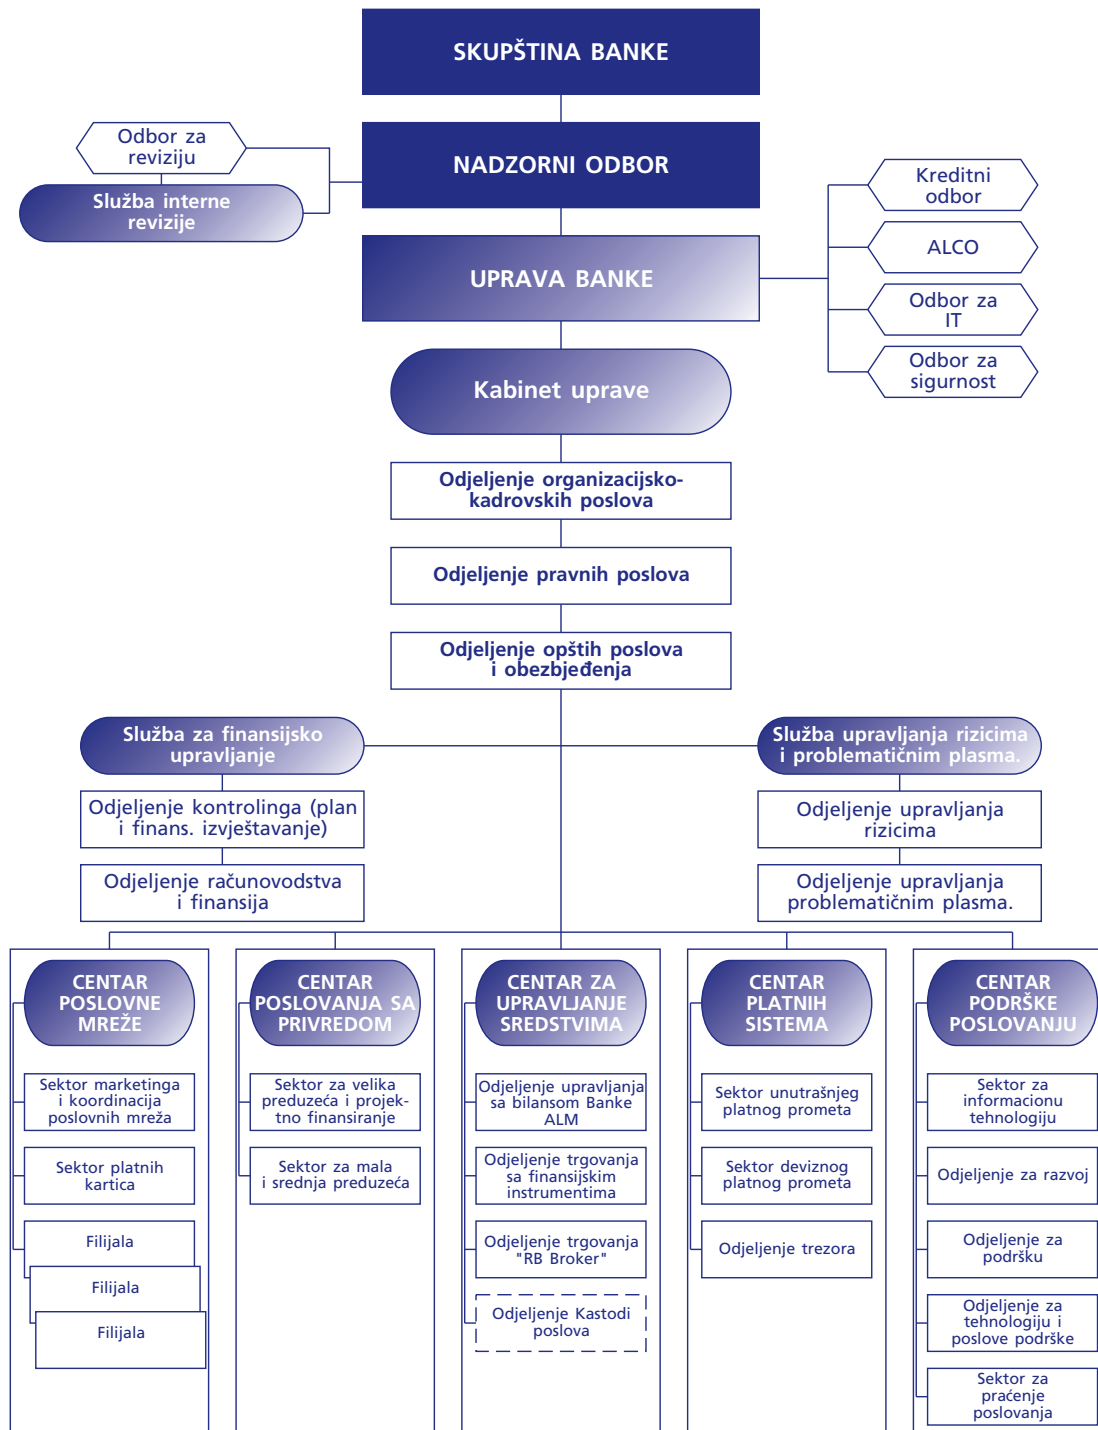 SKUPŠTINA BANKE
Odbor za
reviziju
NADZORNI ODBOR
Služba interne
revizije
Kreditni
odbor
ALCO
UPRAVA BANKE
Odbor za
IT
Odbor za
sigurnost
Kabinet uprave
Odjeljenje organizacijsko-
kadrovskih poslova
Odjeljenje pravnih poslova
Odjeljenje opštih poslova
i obezbjeđenja
Služba za finansijsko
upravljanje
Služba upravljanja rizicima
i problematičnim plasma.
Odjeljenje kontrolinga (plan
i finans. izvještavanje)
Odjeljenje upravljanja
rizicima
Odjeljenje računovodstva
i finansija
Odjeljenje upravljanja
problematičnim plasma.
CENTAR
POSLOVNE
MREŽE
Sektor marketinga
i koordinacija
poslovnih mreža
Sektor platnih
kartica
Filijala
Filijala
Filijala
CENTAR
POSLOVANJA SA
PRIVREDOM
Sektor za velika
preduzeća i projek-
tno finansiranje
Sektor za mala
i srednja preduzeća
CENTAR ZA
UPRAVLJANJE
SREDSTVIMA
Odjeljenje upravljanja
sa bilansom Banke
ALM
Odjeljenje trgovanja
sa finansijskim
instrumentima
Odjeljenje trgovanja
"RB Broker"
Odjeljenje Kastodi
poslova
CENTAR
PLATNIH
SISTEMA
Sektor unutrašnjeg
platnog prometa
Sektor deviznog
platnog prometa
Odjeljenje trezora
CENTAR
PODRŠKE
POSLOVANJU
Sektor za
informacionu
tehnologiju
Odjeljenje za razvoj
Odjeljenje za
podršku
Odjeljenje za
tehnologiju i
poslove podrške
Sektor za
praćenje
poslovanja